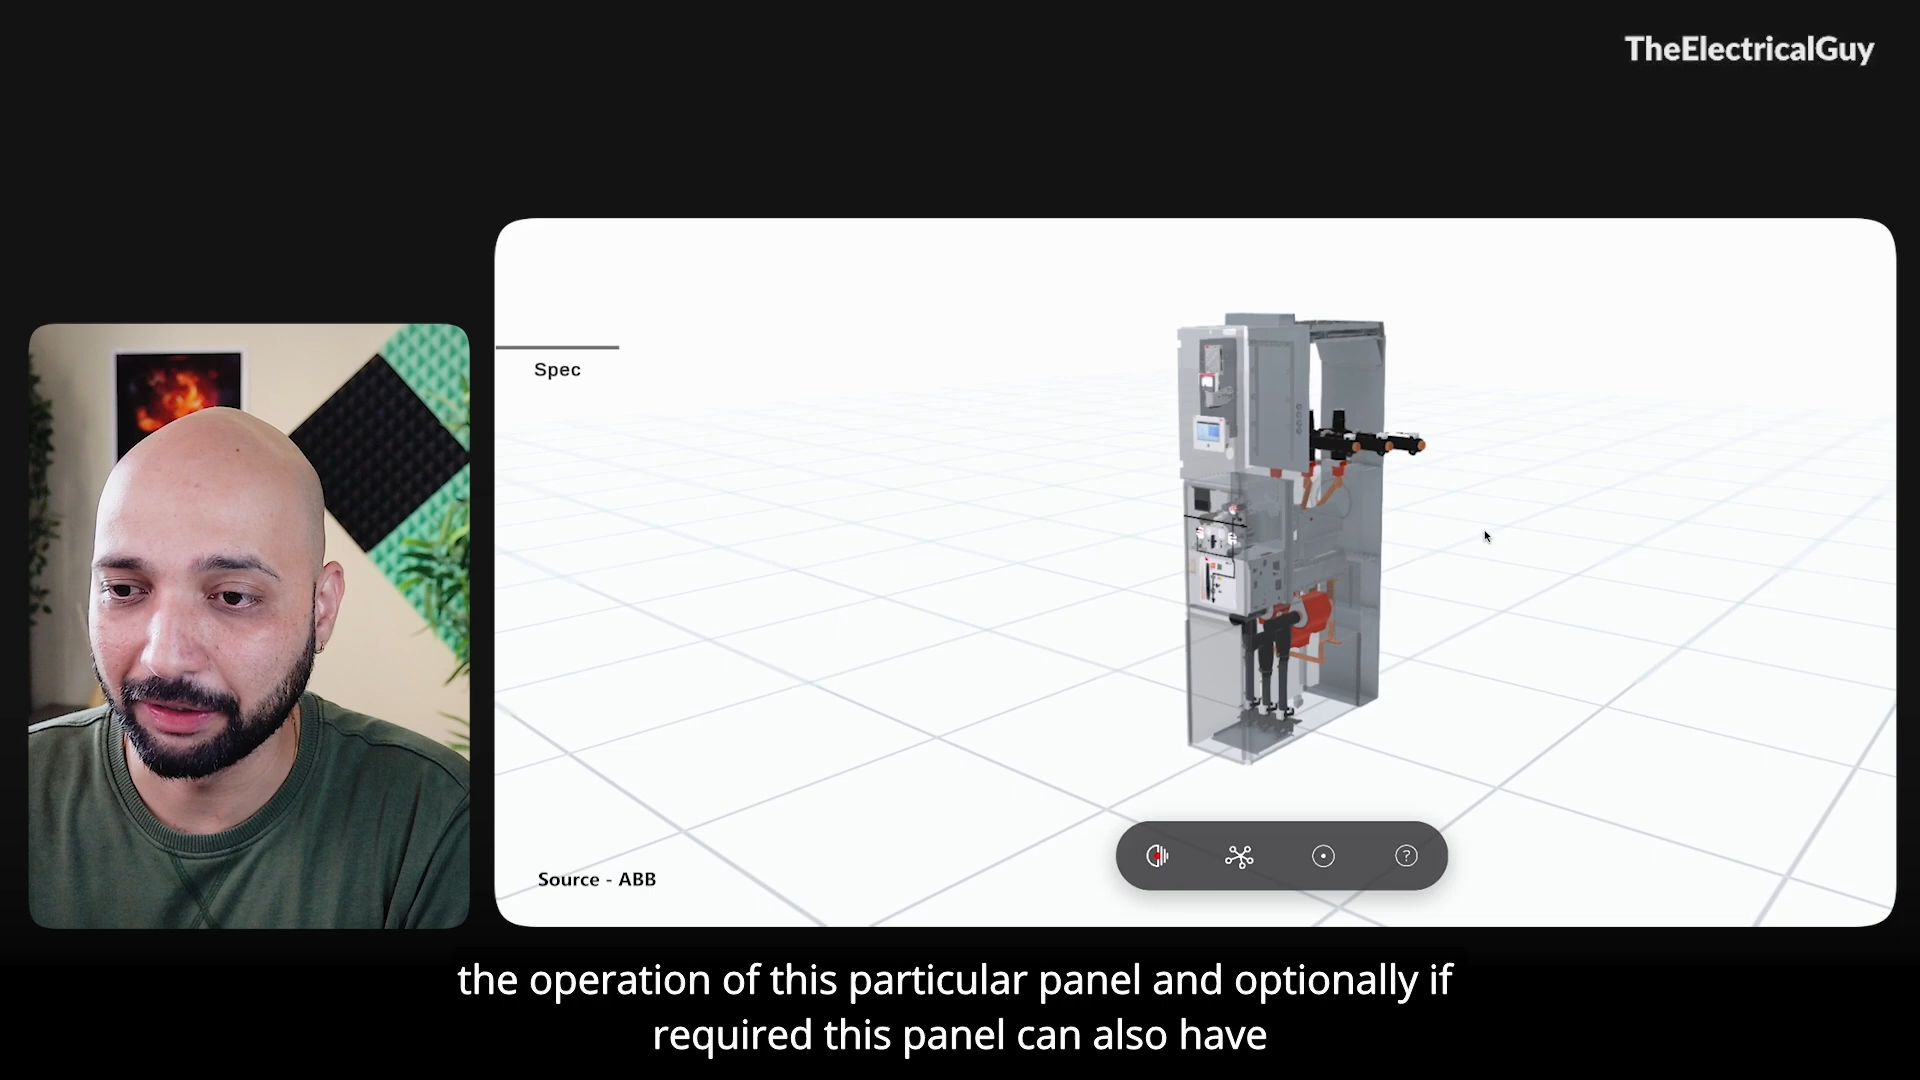 TheElectricalGuy
Spec
Source - ABB
?
the operation of this particular panel and optionally if
required this panel can also have